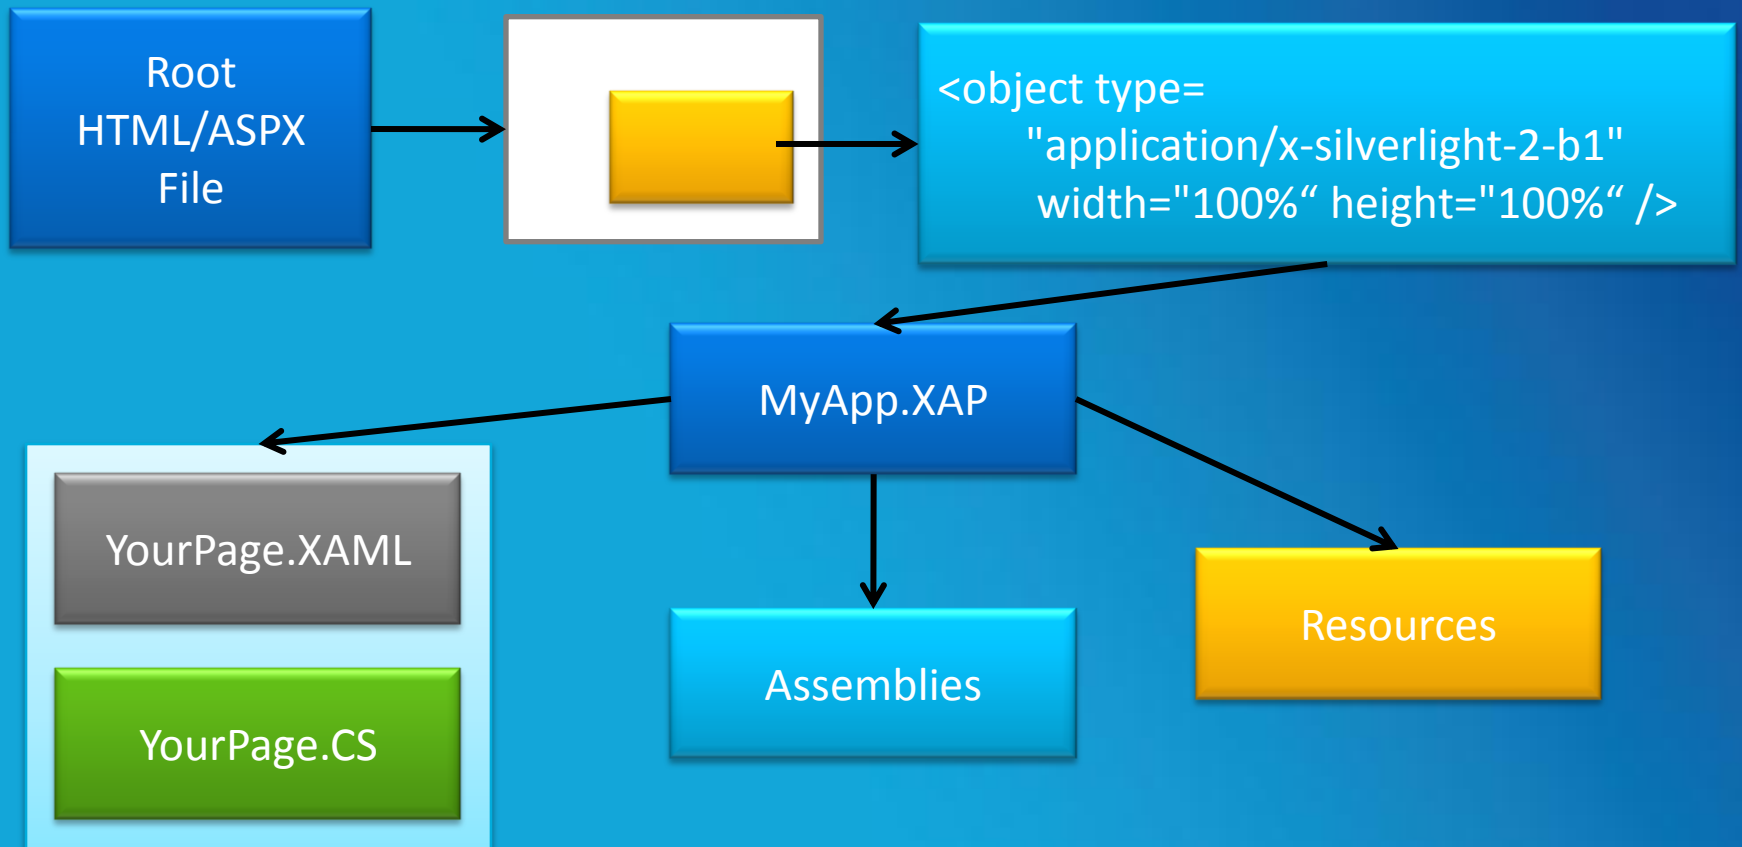 Root
HTML/ASPX
File
<object type=
"application/x-silverlight-2-b1"
width="100%“ height="100%“ />
MyApp.XAP
YourPage.XAML
YourPage.CS
Assemblies
Resources